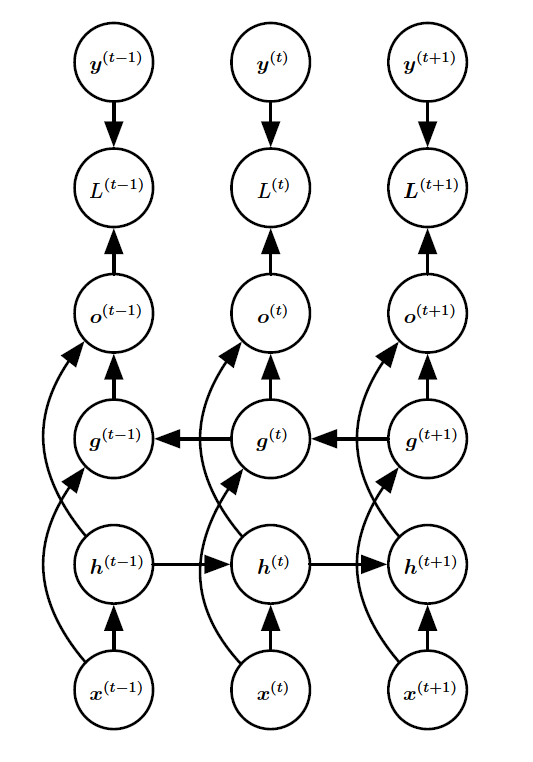 y^(t−1) y^(t) y^(t+1)
L^(t−1) L^(t) L^(t+1)
o^(t−1) o^(t) o^(t+1)
g^(t−1) g^(t) g^(t+1)
h^(t−1) h^(t) h^(t+1)
x^(t−1) x^(t) x^(t+1)